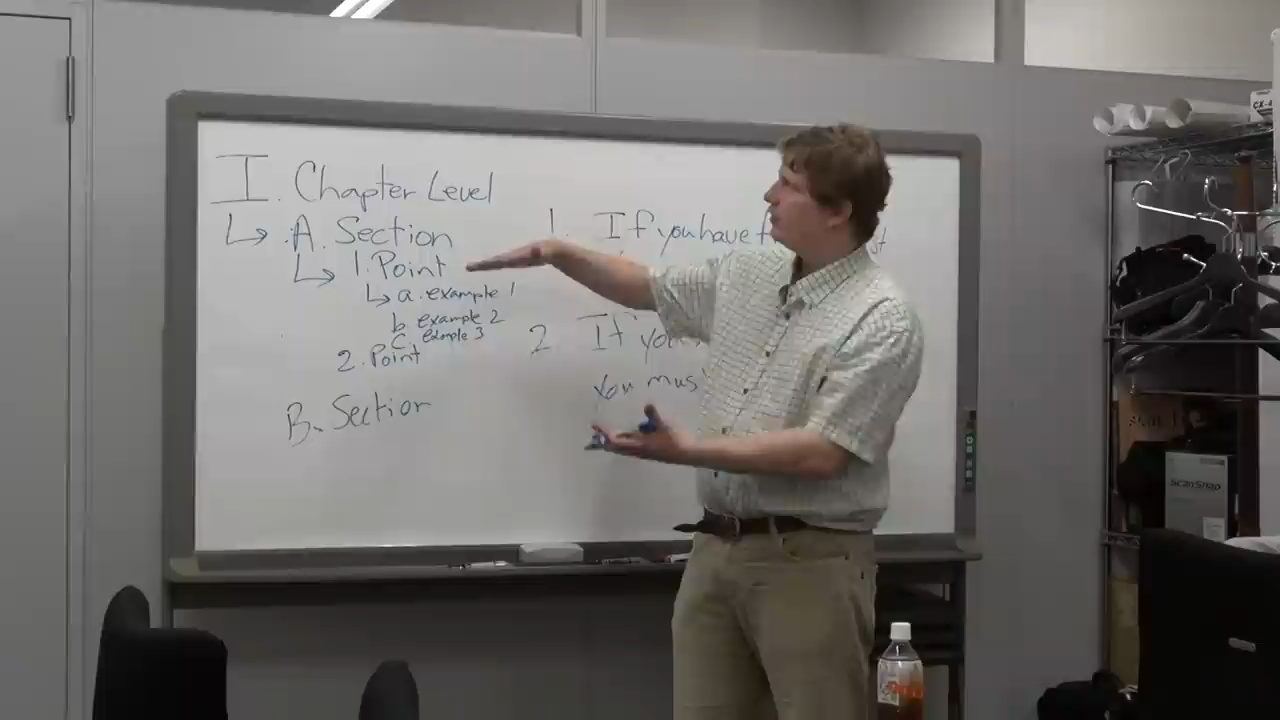 I. Chapter Level
A. Section
1. Point
a. example 1
b. example 2
c. example 3
2. Point
B. Section
1. If you have
2 If you
You mus
ScanSnap